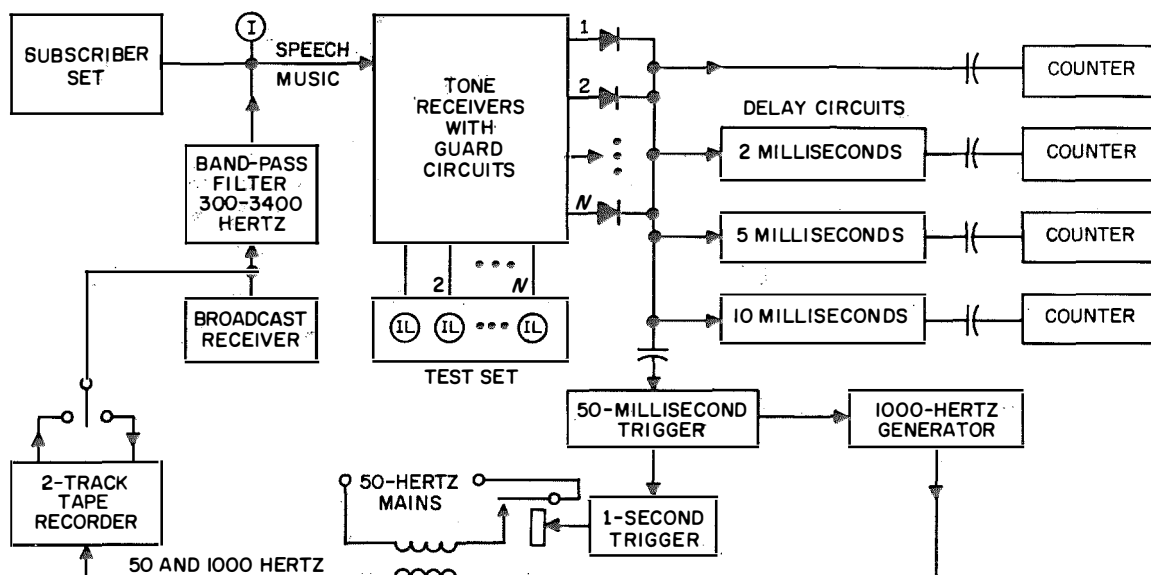 SUBSCRIBER
SET
I
SPEECH
MUSIC
BAND-PASS
FILTER
300-3400
HERTZ
BROADCAST
RECEIVER
TONE
RECEIVERS
WITH
GUARD
CIRCUITS
1
2
N
2
N
IL
IL
IL
TEST SET
COUNTER
DELAY CIRCUITS
2 MILLISECONDS
COUNTER
5 MILLISECONDS
COUNTER
10 MILLISECONDS
COUNTER
50-MILLISECOND
TRIGGER
1000-HERTZ
GENERATOR
2-TRACK
TAPE
RECORDER
50-HERTZ
MAINS
1-SECOND
TRIGGER
50 AND 1000 HERTZ